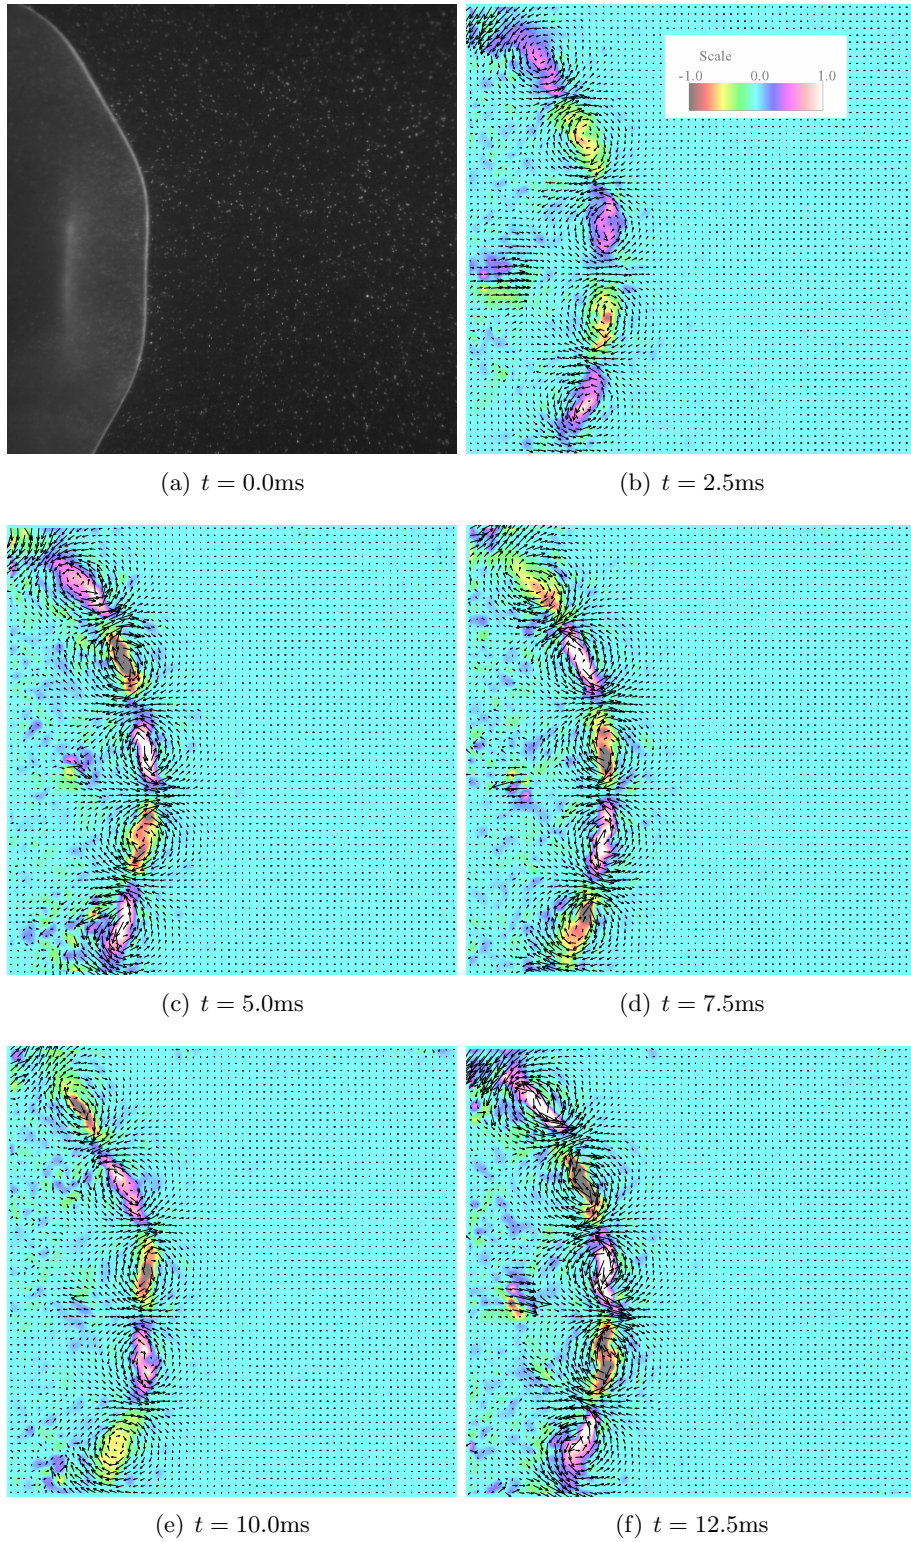 Scale
-1.0 0.0 1.0
(a) t = 0.0ms
(b) t = 2.5ms
(c) t = 5.0ms
(d) t = 7.5ms
(e) t = 10.0ms
(f) t = 12.5ms